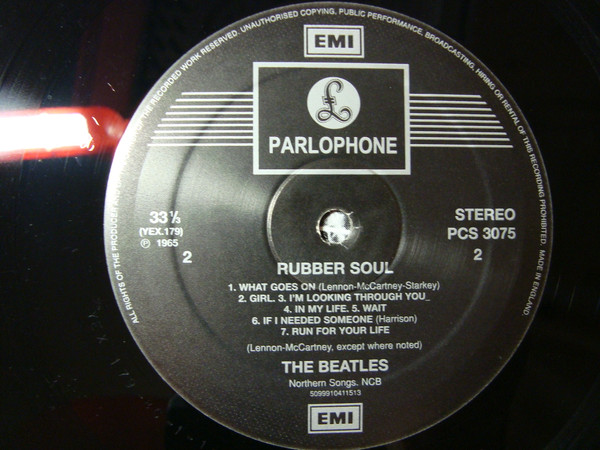 ALL RIGHTS OF THE PRODUCER AND OF THE OWNER OF THE RECORDED WORK RESERVED. UNAUTHORISED COPYING, PUBLIC PERFORMANCE, BROADCASTING, HIRING OR RENTAL OF THIS RECORDING PROHIBITED. MADE IN ENGLAND
EMI
£
PARLOPHONE
33⅓
(YEX.179)
℗ 1965
2
STEREO
PCS 3075
2
RUBBER SOUL
1. WHAT GOES ON (Lennon-McCartney-Starkey)
2. GIRL. 3. I'M LOOKING THROUGH YOU_
4. IN MY LIFE. 5. WAIT
6. IF I NEEDED SOMEONE (Harrison)
7. RUN FOR YOUR LIFE
(Lennon-McCartney, except where noted)
THE BEATLES
Northern Songs. NCB
5099910411513
EMI